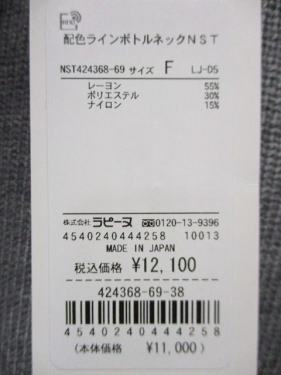 配色ラインボトルネックNST
NST424368-69 サイズ F LJ-05
レーヨン 55%
ポリエステル 30%
ナイロン 15%
株式会社 ラピーヌ 0120-13-9396
4540240444258 10013
MADE IN JAPAN
税込価格 ¥12,100
424368-69-38
4540240444258
(本体価格 ¥11,000)